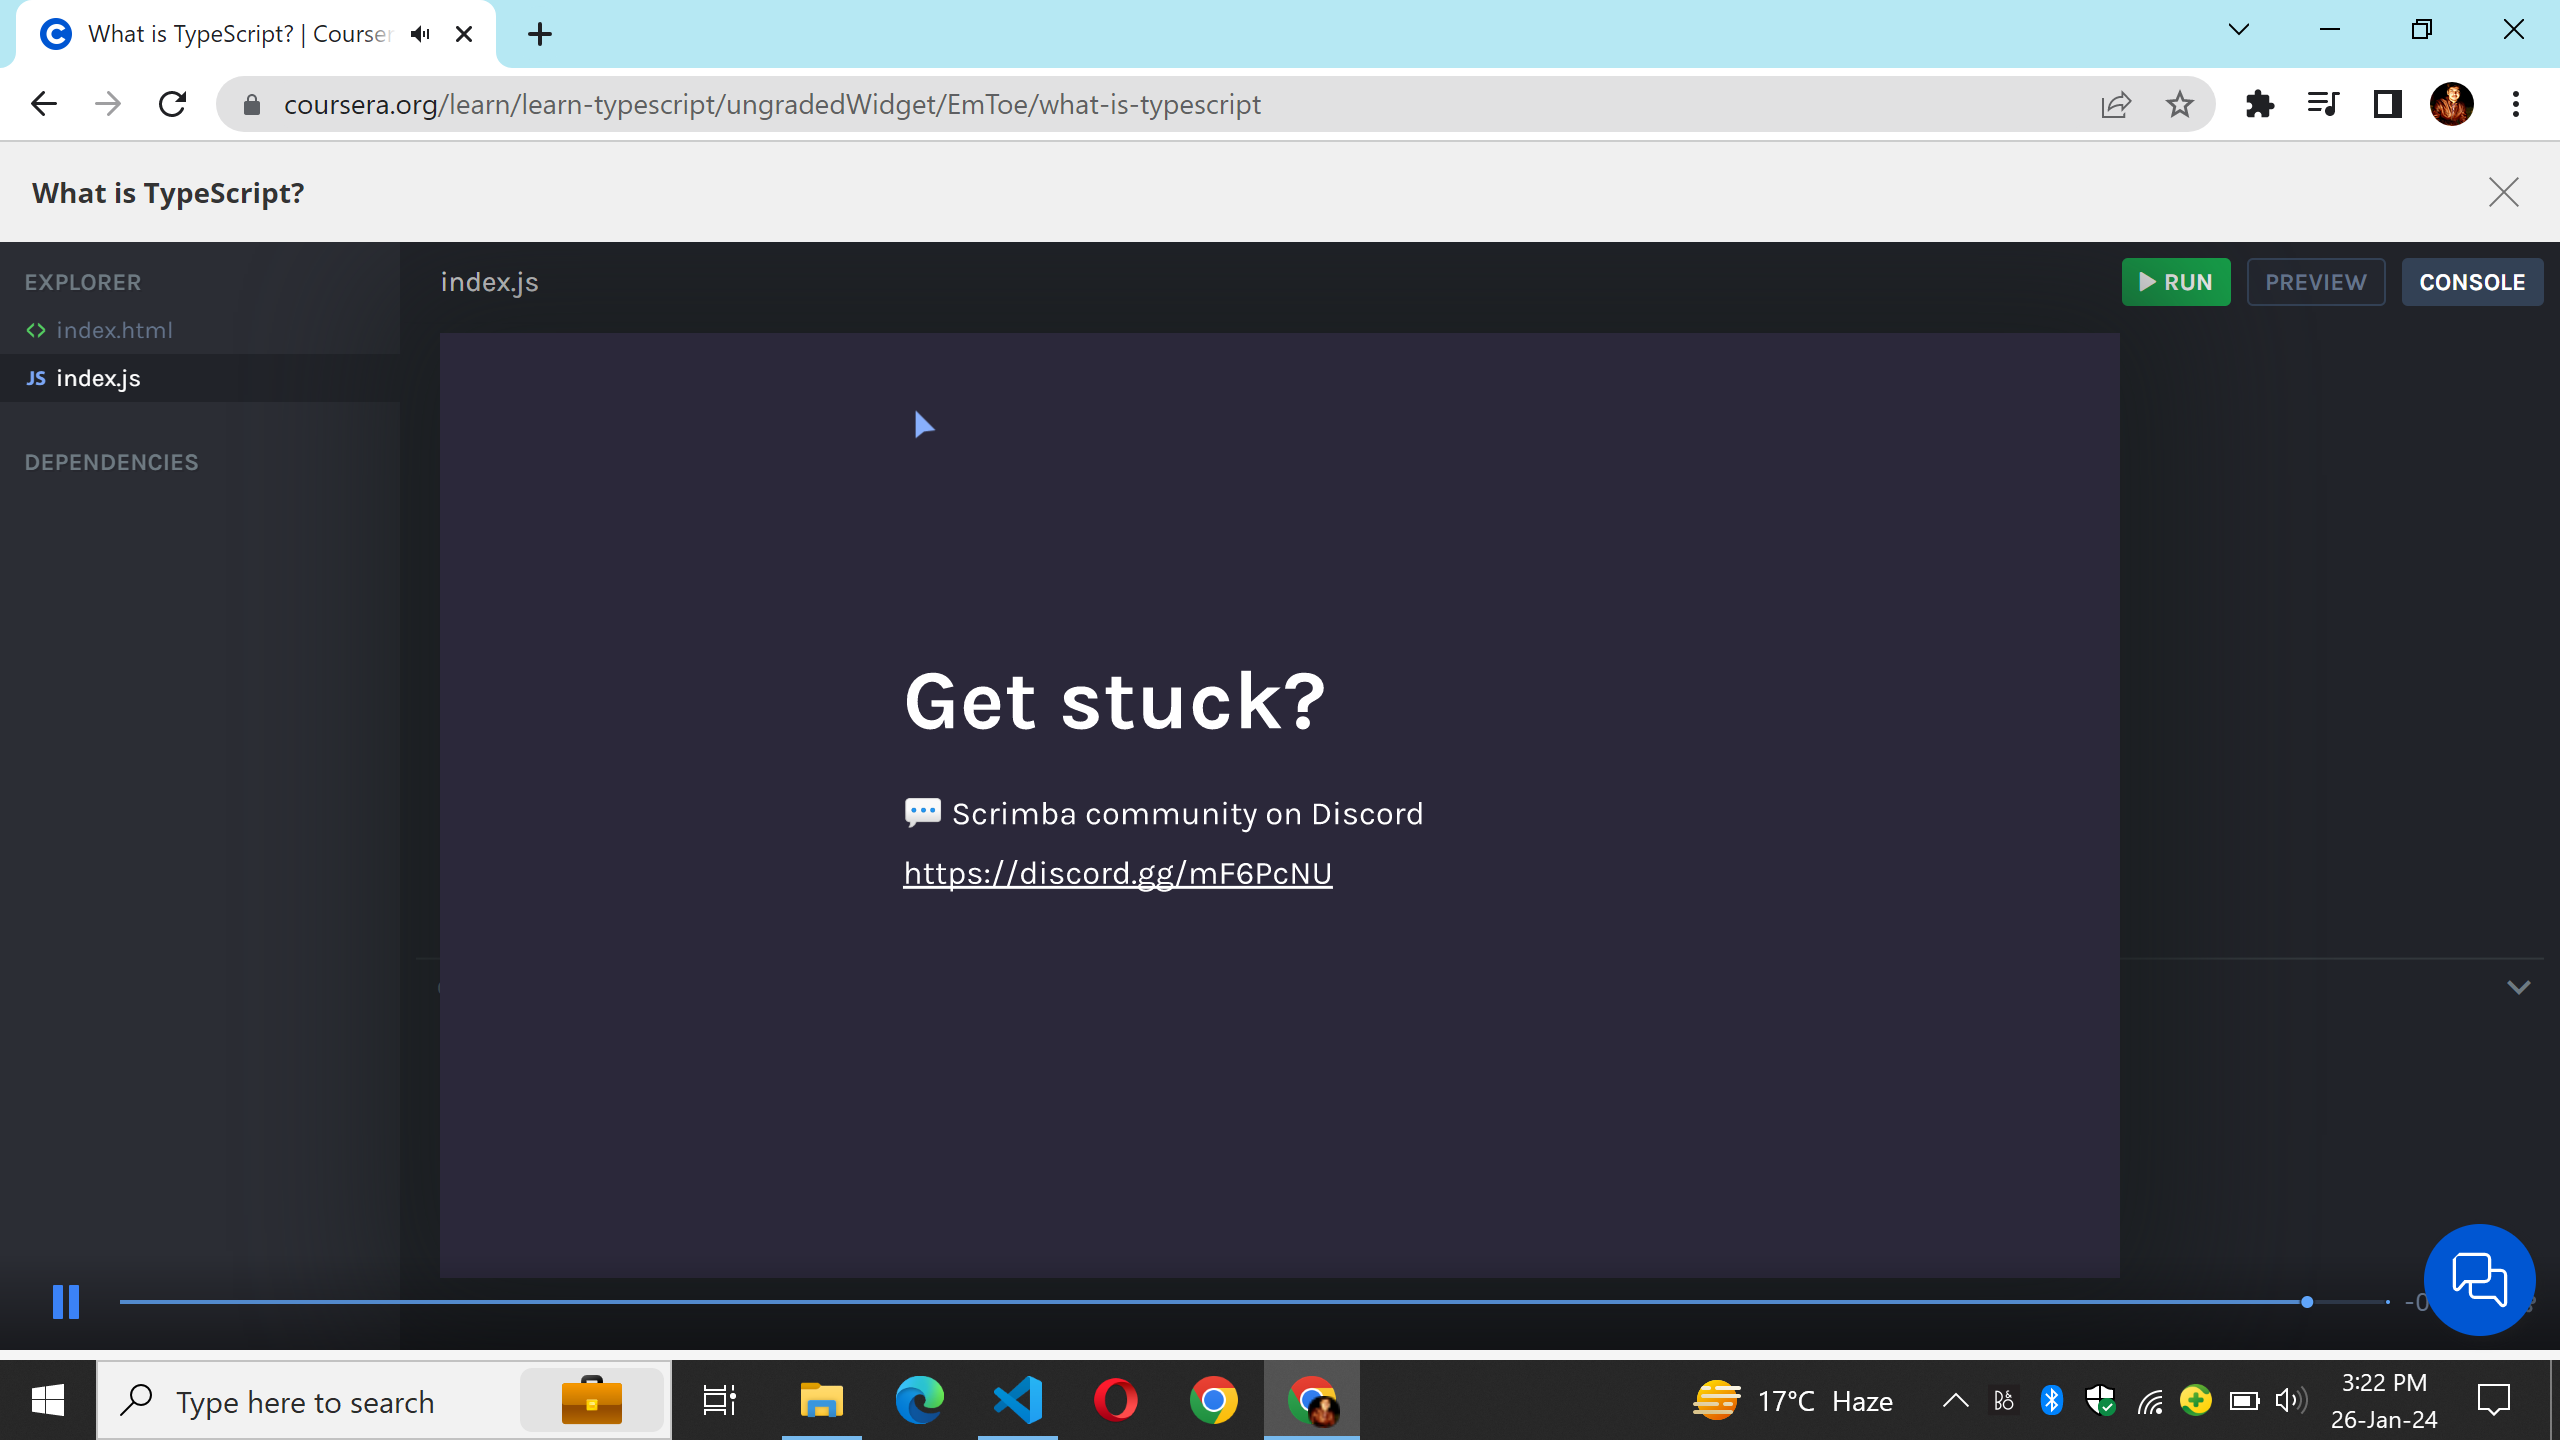 What is TypeScript? | Courser
coursera.org/learn/learn-typescript/ungradedWidget/EmToe/what-is-typescript
What is TypeScript?
EXPLORER
index.html
JS index.js
DEPENDENCIES
index.js
RUN
PREVIEW
CONSOLE
Get stuck?
Scrimba community on Discord
https://discord.gg/mF6PcNU
Type here to search
17°C Haze
3:22 PM
26-Jan-24